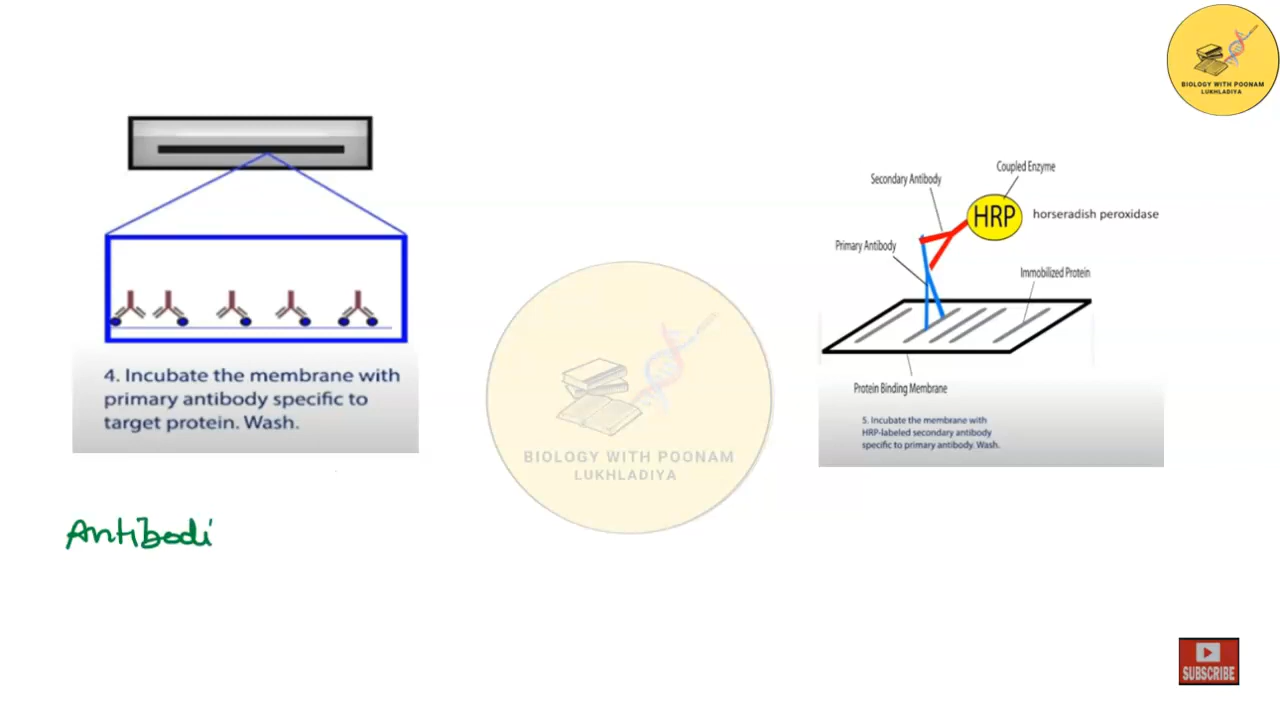 BIOLOGY WITH POONAM
LUKHLADIYA
Coupled Enzyme
Secondary Antibody
HRP
horseradish peroxidase
Primary Antibody
Immobilized Protein
Protein Binding Membrane
4. Incubate the membrane with
primary antibody specific to
target protein. Wash.
5. Incubate the membrane with
HRP-labeled secondary antibody
specific to primary antibody. Wash.
BIOLOGY WITH POONAM
LUKHLADIYA
Antibodi
SUBSCRIBE